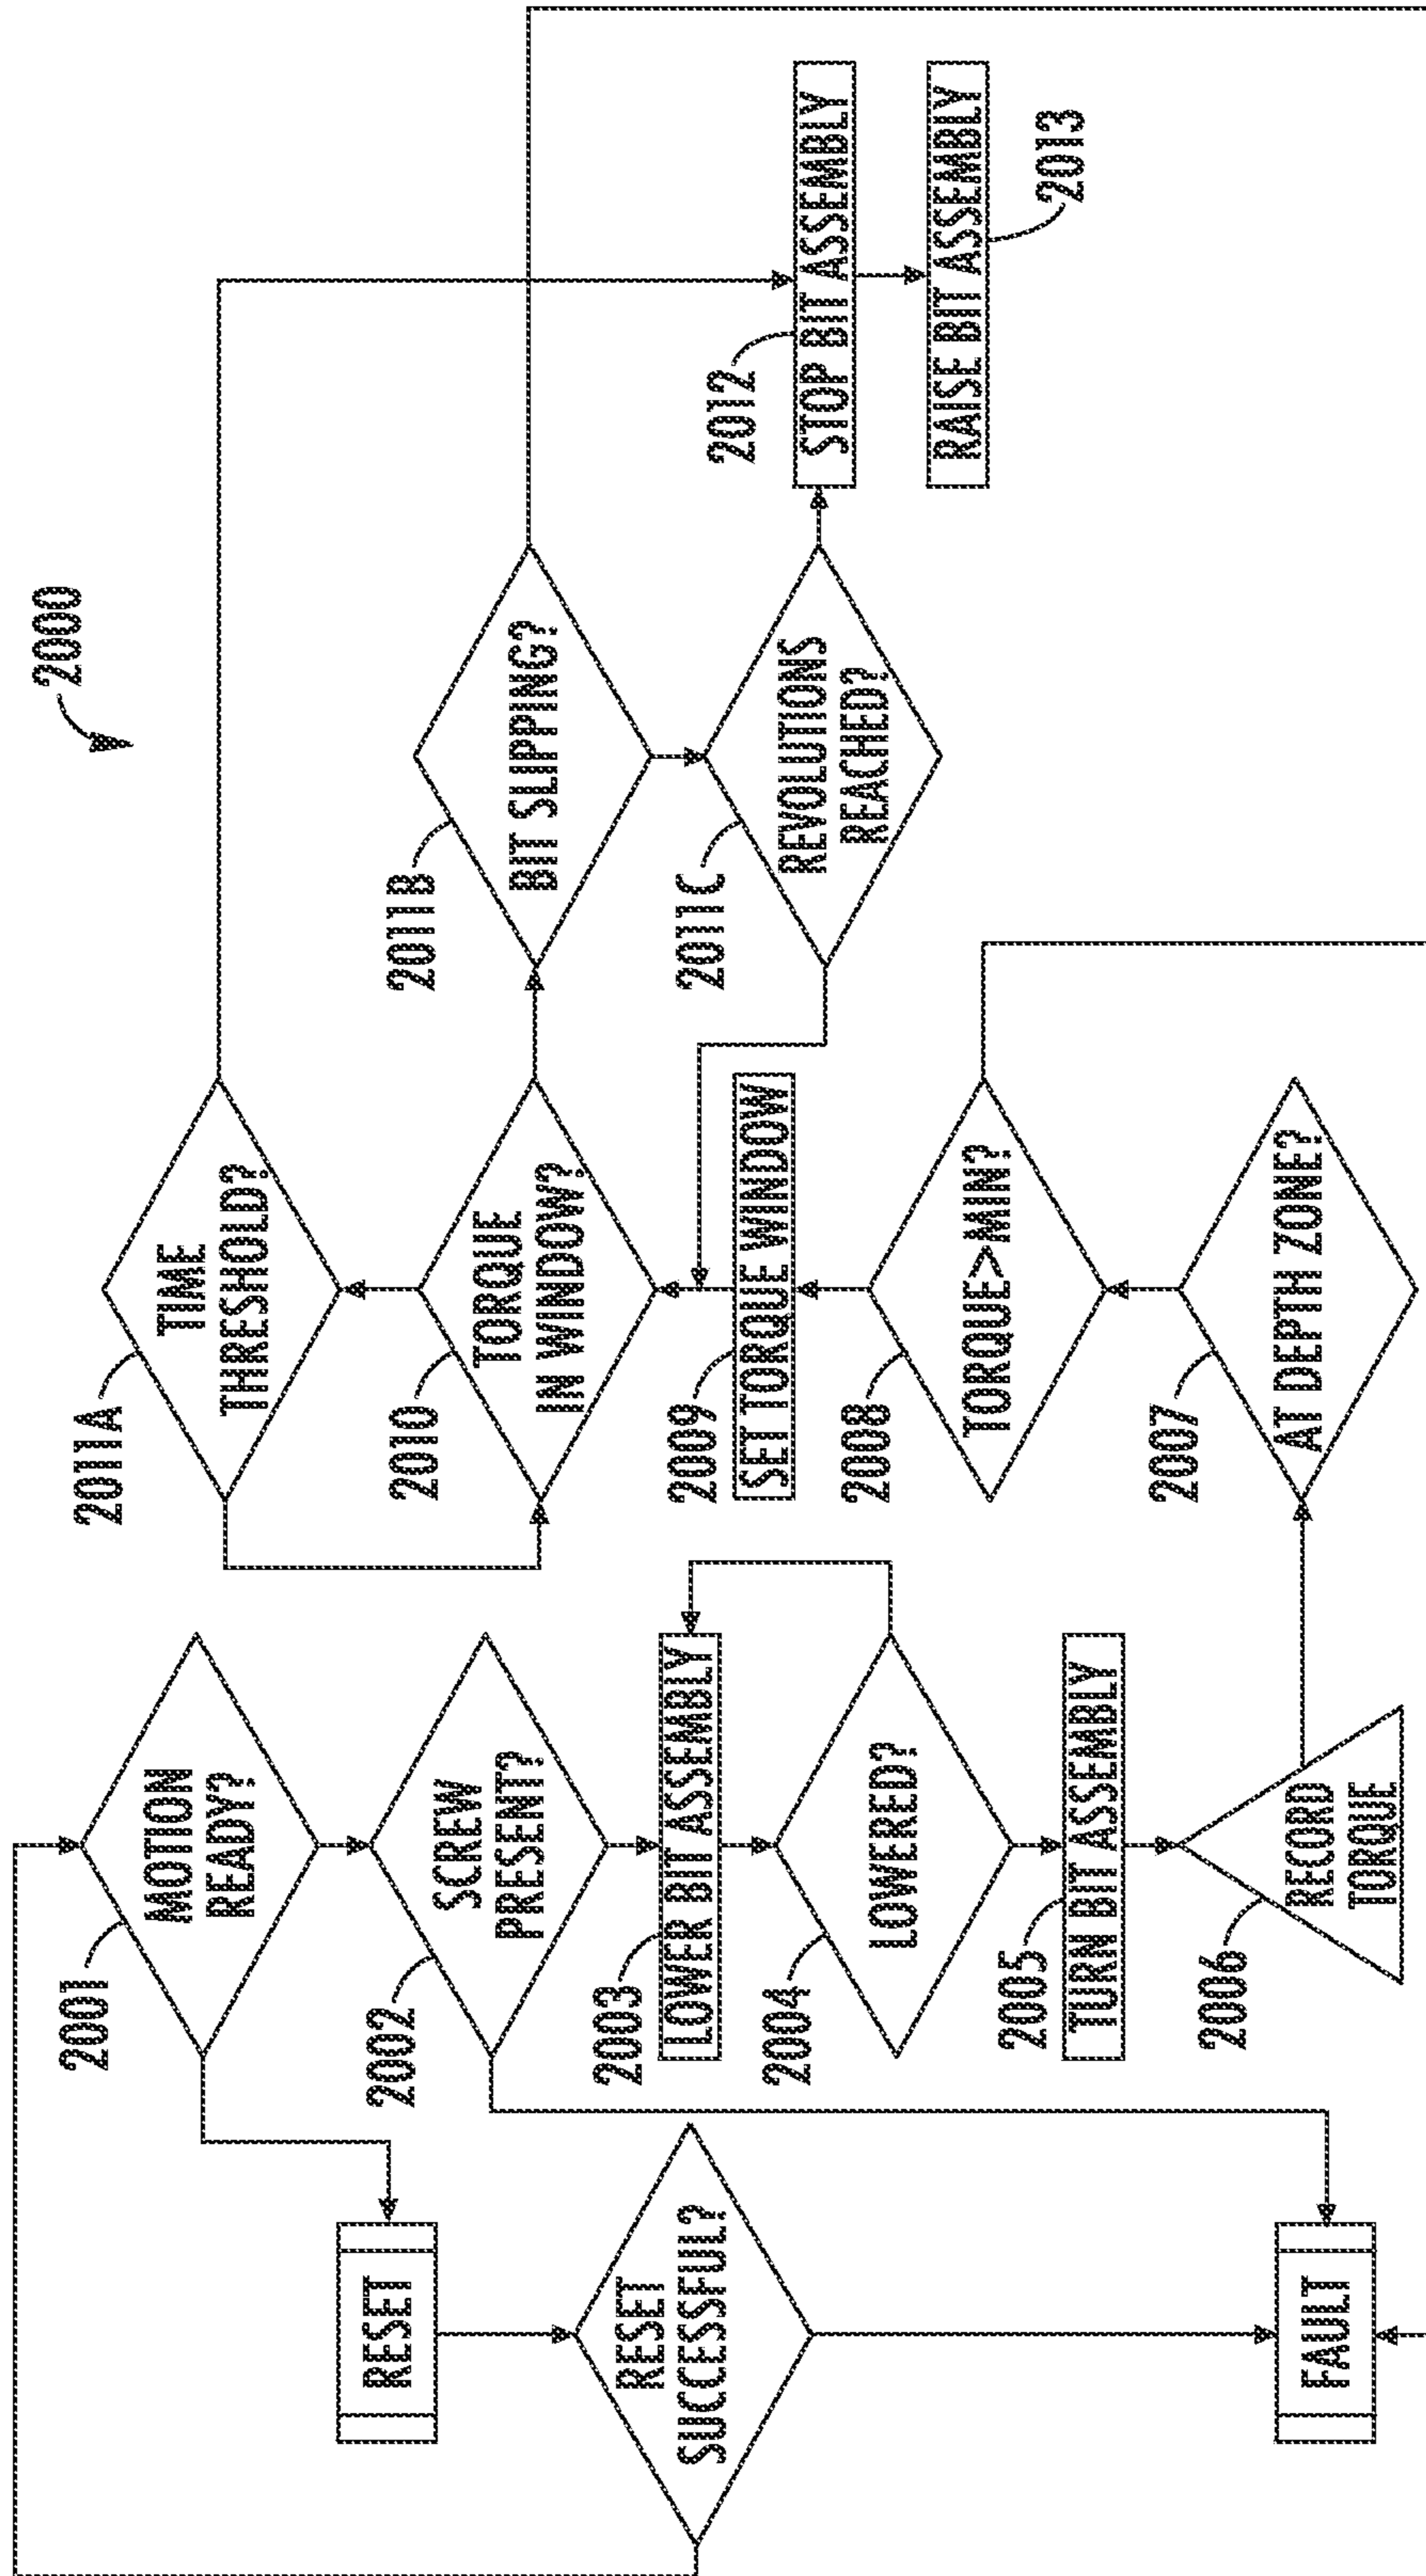 2000
RESET
RESET
SUCCESSFUL?
FAULT
2001
MOTION
READY?
2002
SCREW
PRESENT?
2003
LOWER BIT ASSEMBLY
2004
LOWERED?
2005
TURN BIT ASSEMBLY
2006
RECORD
TORQUE
2011A
TIME
THRESHOLD?
2010
TORQUE
IN WINDOW?
2009
SET TORQUE WINDOW
2008
TORQUE>MIN?
2007
AT DEPTH ZONE?
2011B
BIT SLIPPING?
2011C
REVOLUTIONS
REACHED?
2012
STOP BIT ASSEMBLY
RAISE BIT ASSEMBLY
2013